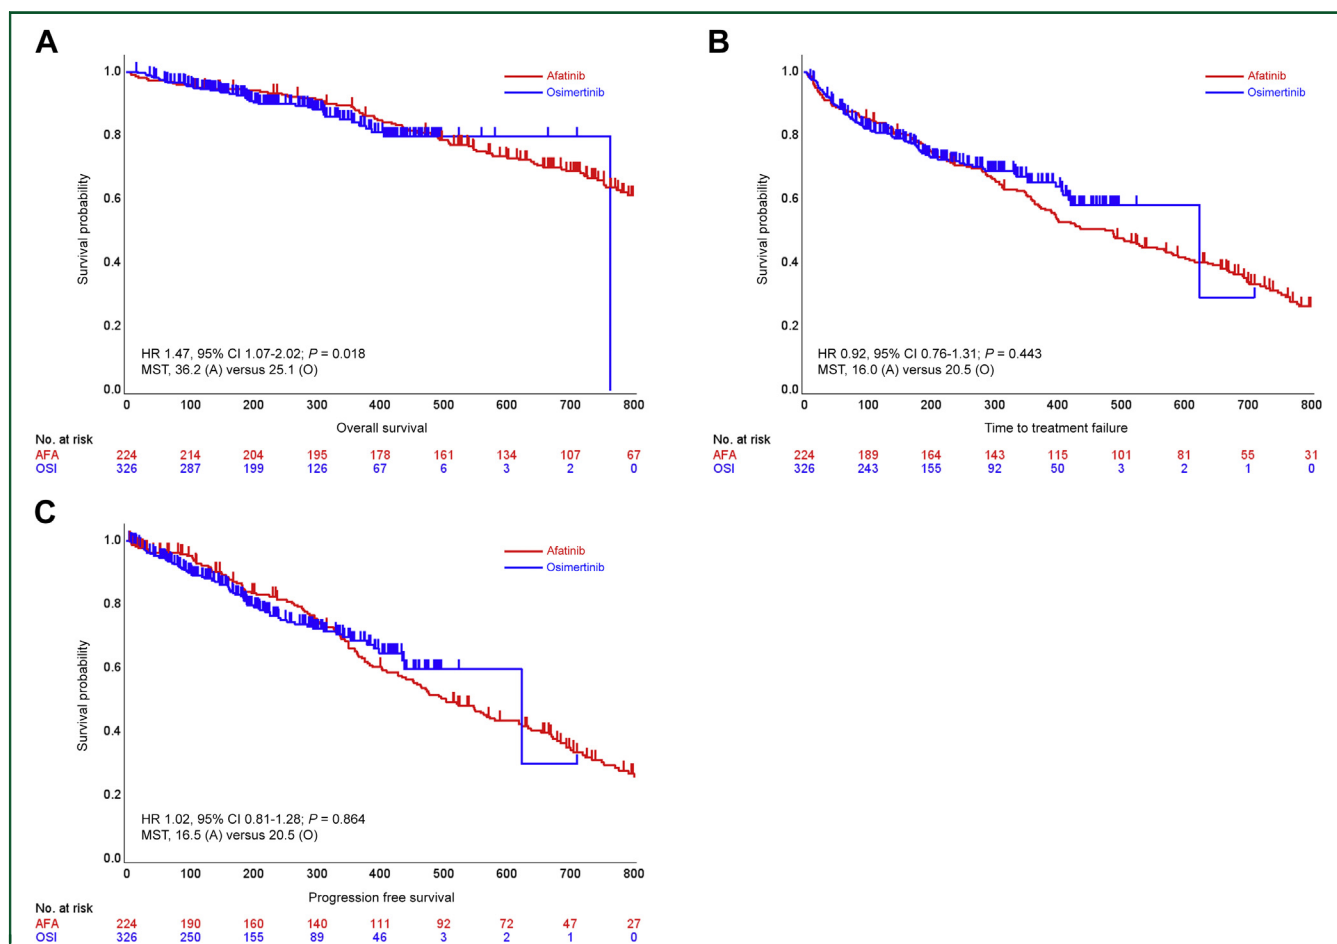 A
Survival probability
1.0
0.8
0.6
0.4
0.2
0.0
Afatinib
Osimertinib
HR 1.47, 95% CI 1.07-2.02; P = 0.018
MST, 36.2 (A) versus 25.1 (O)
0 100 200 300 400 500 600 700 800
Overall survival
No. at risk
AFA 224 214 204 195 178 161 134 107 67
OSI 326 287 199 126 67 6 3 2 0
B
Survival probability
1.0
0.8
0.6
0.4
0.2
0.0
Afatinib
Osimertinib
HR 0.92, 95% CI 0.76-1.31; P = 0.443
MST, 16.0 (A) versus 20.5 (O)
0 100 200 300 400 500 600 700 800
Time to treatment failure
No. at risk
AFA 224 189 164 143 115 101 81 55 31
OSI 326 243 155 92 50 3 2 1 0
C
Survival probability
1.0
0.8
0.6
0.4
0.2
0.0
Afatinib
Osimertinib
HR 1.02, 95% CI 0.81-1.28; P = 0.864
MST, 16.5 (A) versus 20.5 (O)
0 100 200 300 400 500 600 700 800
Progression free survival
No. at risk
AFA 224 190 160 140 111 92 72 47 27
OSI 326 250 155 89 46 3 2 1 0